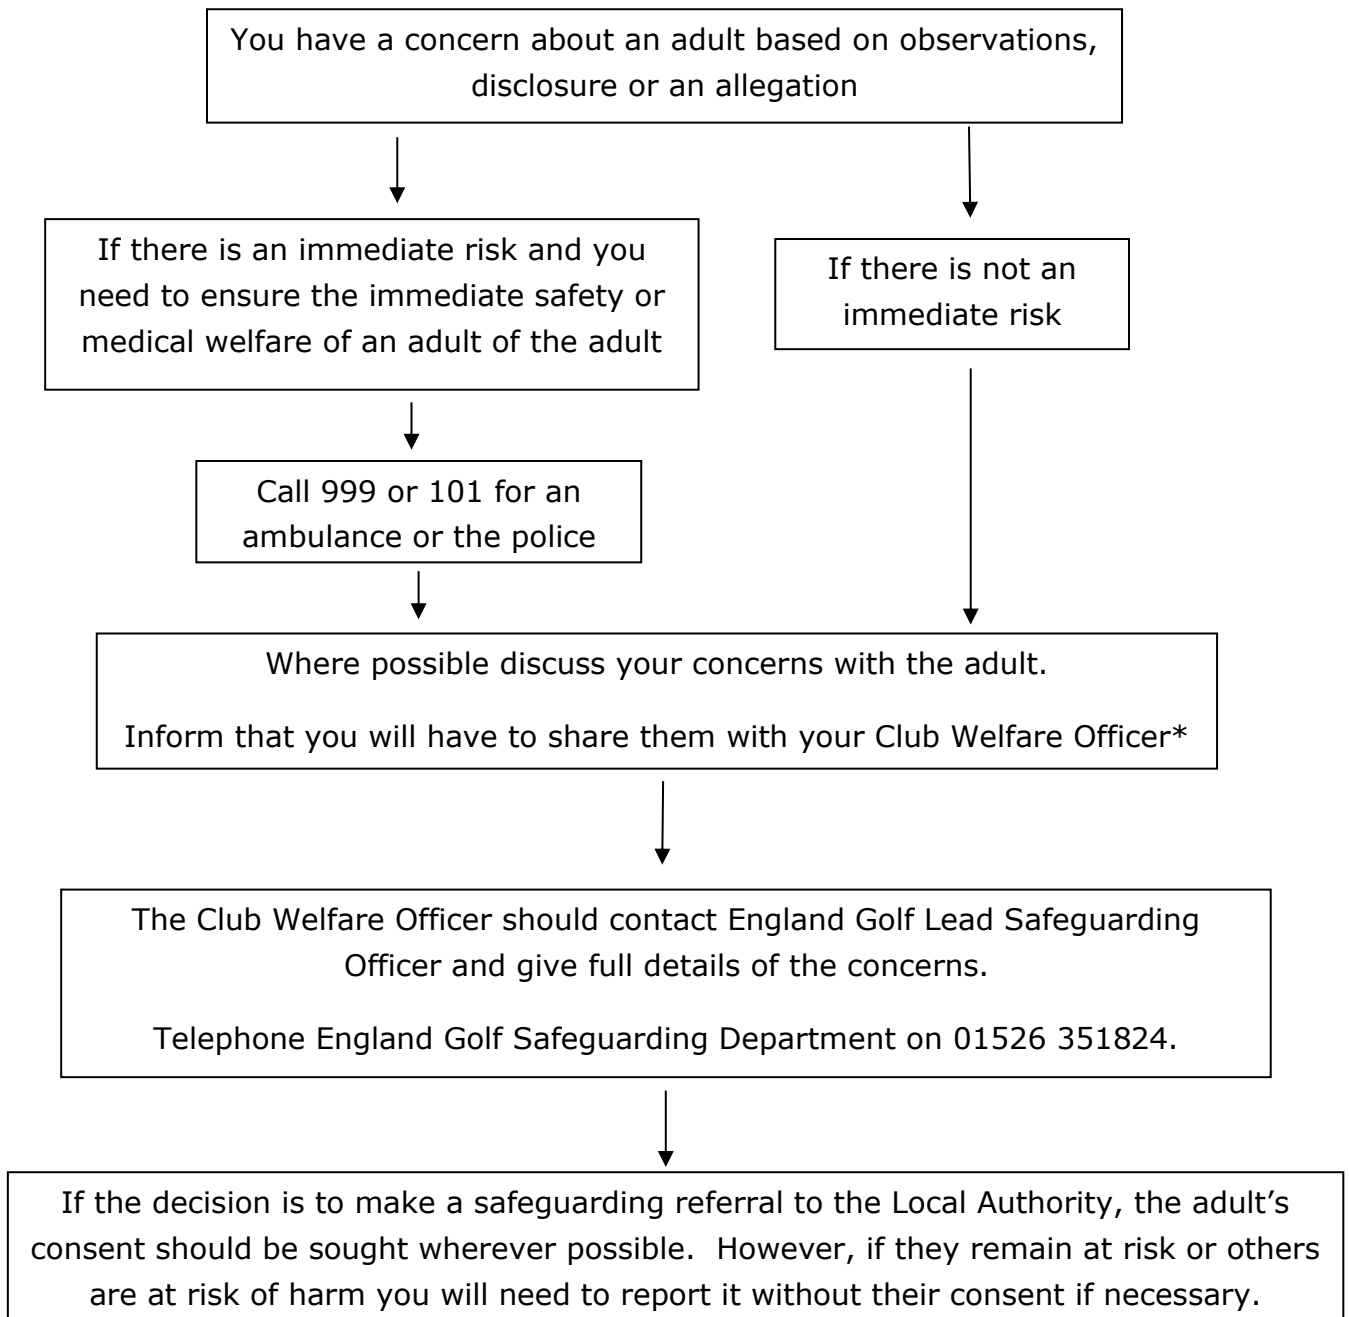 You have a concern about an adult based on observations,
disclosure or an allegation
If there is an immediate risk and you
need to ensure the immediate safety or
medical welfare of an adult of the adult
If there is not an
immediate risk
Call 999 or 101 for an
ambulance or the police
Where possible discuss your concerns with the adult.
Inform that you will have to share them with your Club Welfare Officer*
The Club Welfare Officer should contact England Golf Lead Safeguarding
Officer and give full details of the concerns.
Telephone England Golf Safeguarding Department on 01526 351824.
If the decision is to make a safeguarding referral to the Local Authority, the adult’s
consent should be sought wherever possible.  However, if they remain at risk or others
are at risk of harm you will need to report it without their consent if necessary.